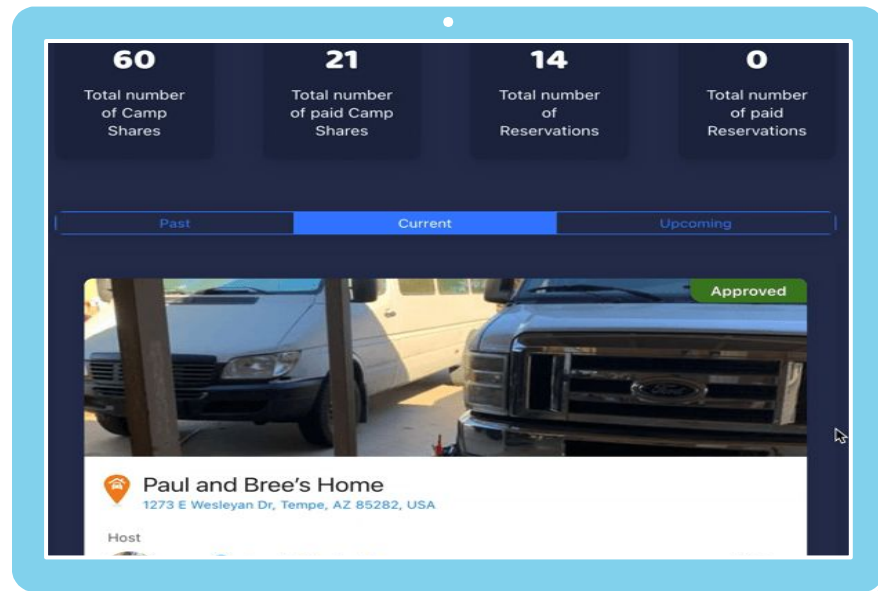 60
Total number
of Camp
Shares
21
Total number
of paid Camp
Shares
14
Total number
of
Reservations
0
Total number
of paid
Reservations
Past
Current
Upcoming
Approved
Ford
Paul and Bree’s Home
1273 E Wesleyan Dr, Tempe, AZ 85282, USA
Host